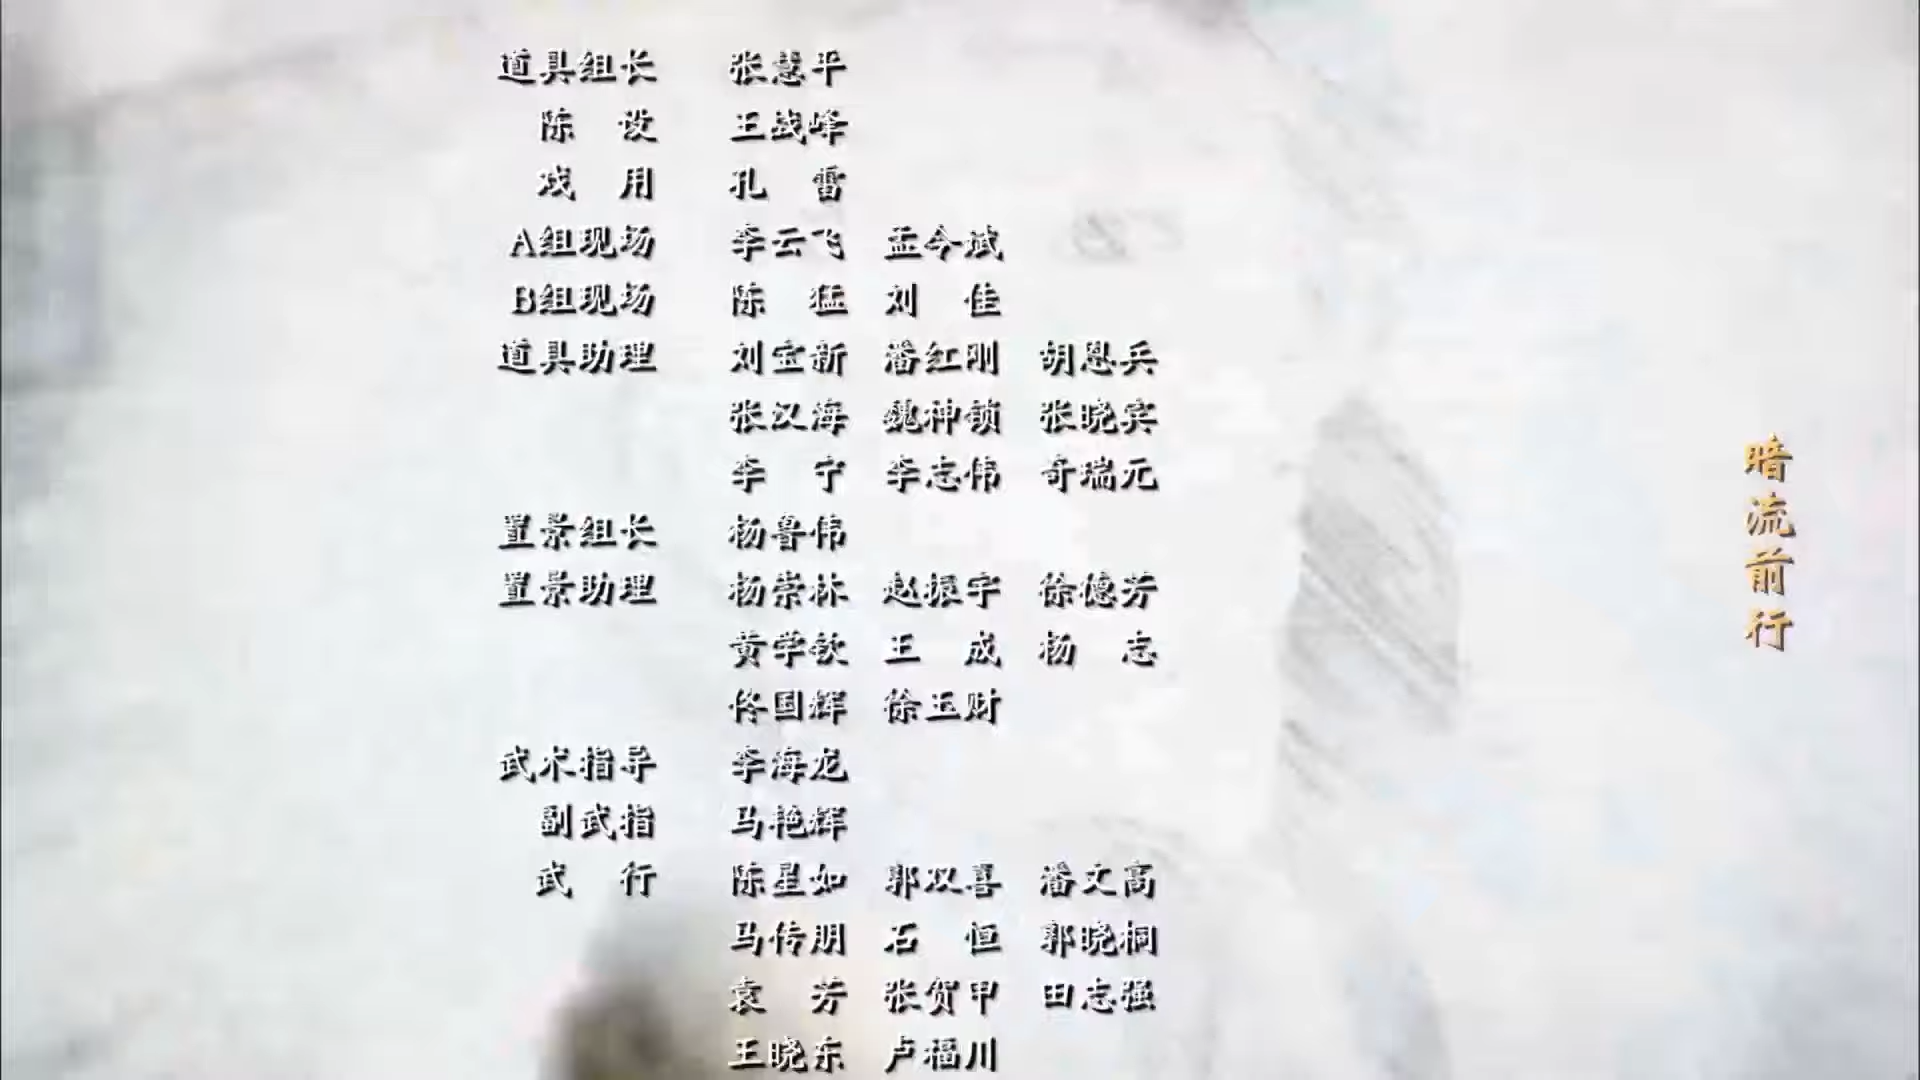 道具组长 张慧平
陈 设 王战峰
戏 用 孔 雷
A组现场 李云飞 孟令斌
B组现场 陈 猛 刘 佳
道具助理 刘宝新 潘红刚 胡恩兵
张汉海 魏神锁 张晓宾
李 宁 李志伟 奇瑞元
置景组长 杨鲁伟
置景助理 杨崇林 赵振宇 徐德芳
黄学钦 王 成 杨 志
佟国辉 徐玉财
武术指导 李海龙
副武指 马艳辉
武 行 陈星如 郭双喜 潘文高
马传朋 石 恒 郭晓桐
袁 芳 张贺甲 田志强
王晓东 卢福川
暗流前行